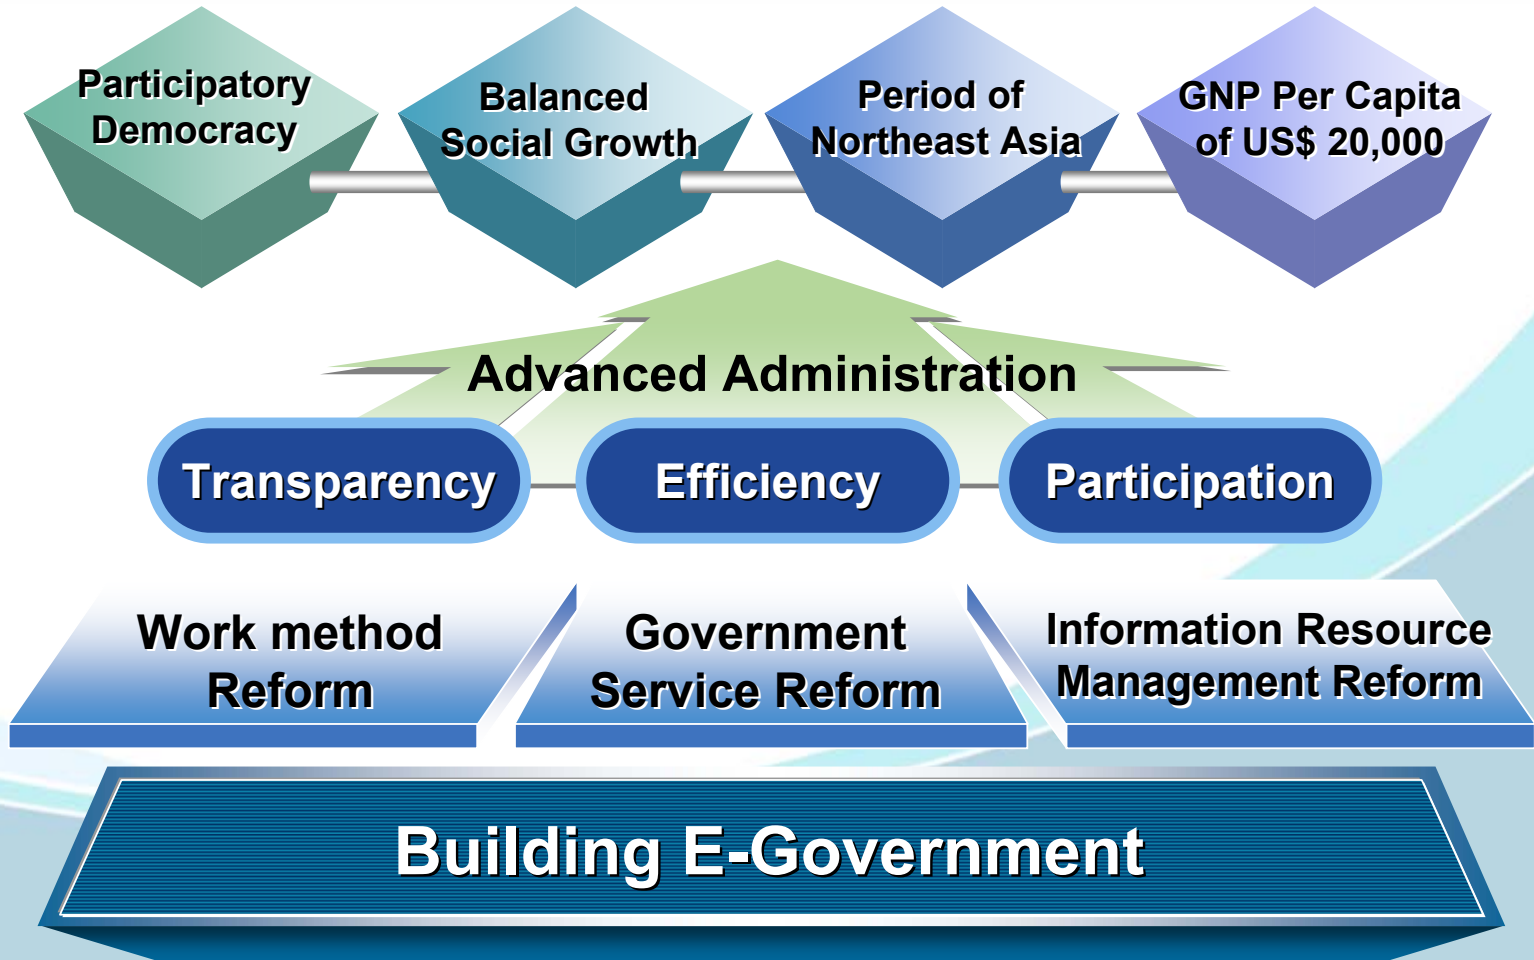 Participatory
Democracy
Balanced
Social Growth
Period of
Northeast Asia
GNP Per Capita
of US$ 20,000
Advanced Administration
Transparency
Efficiency
Participation
Work method
Reform
Government
Service Reform
Information Resource
Management Reform
Building E-Government